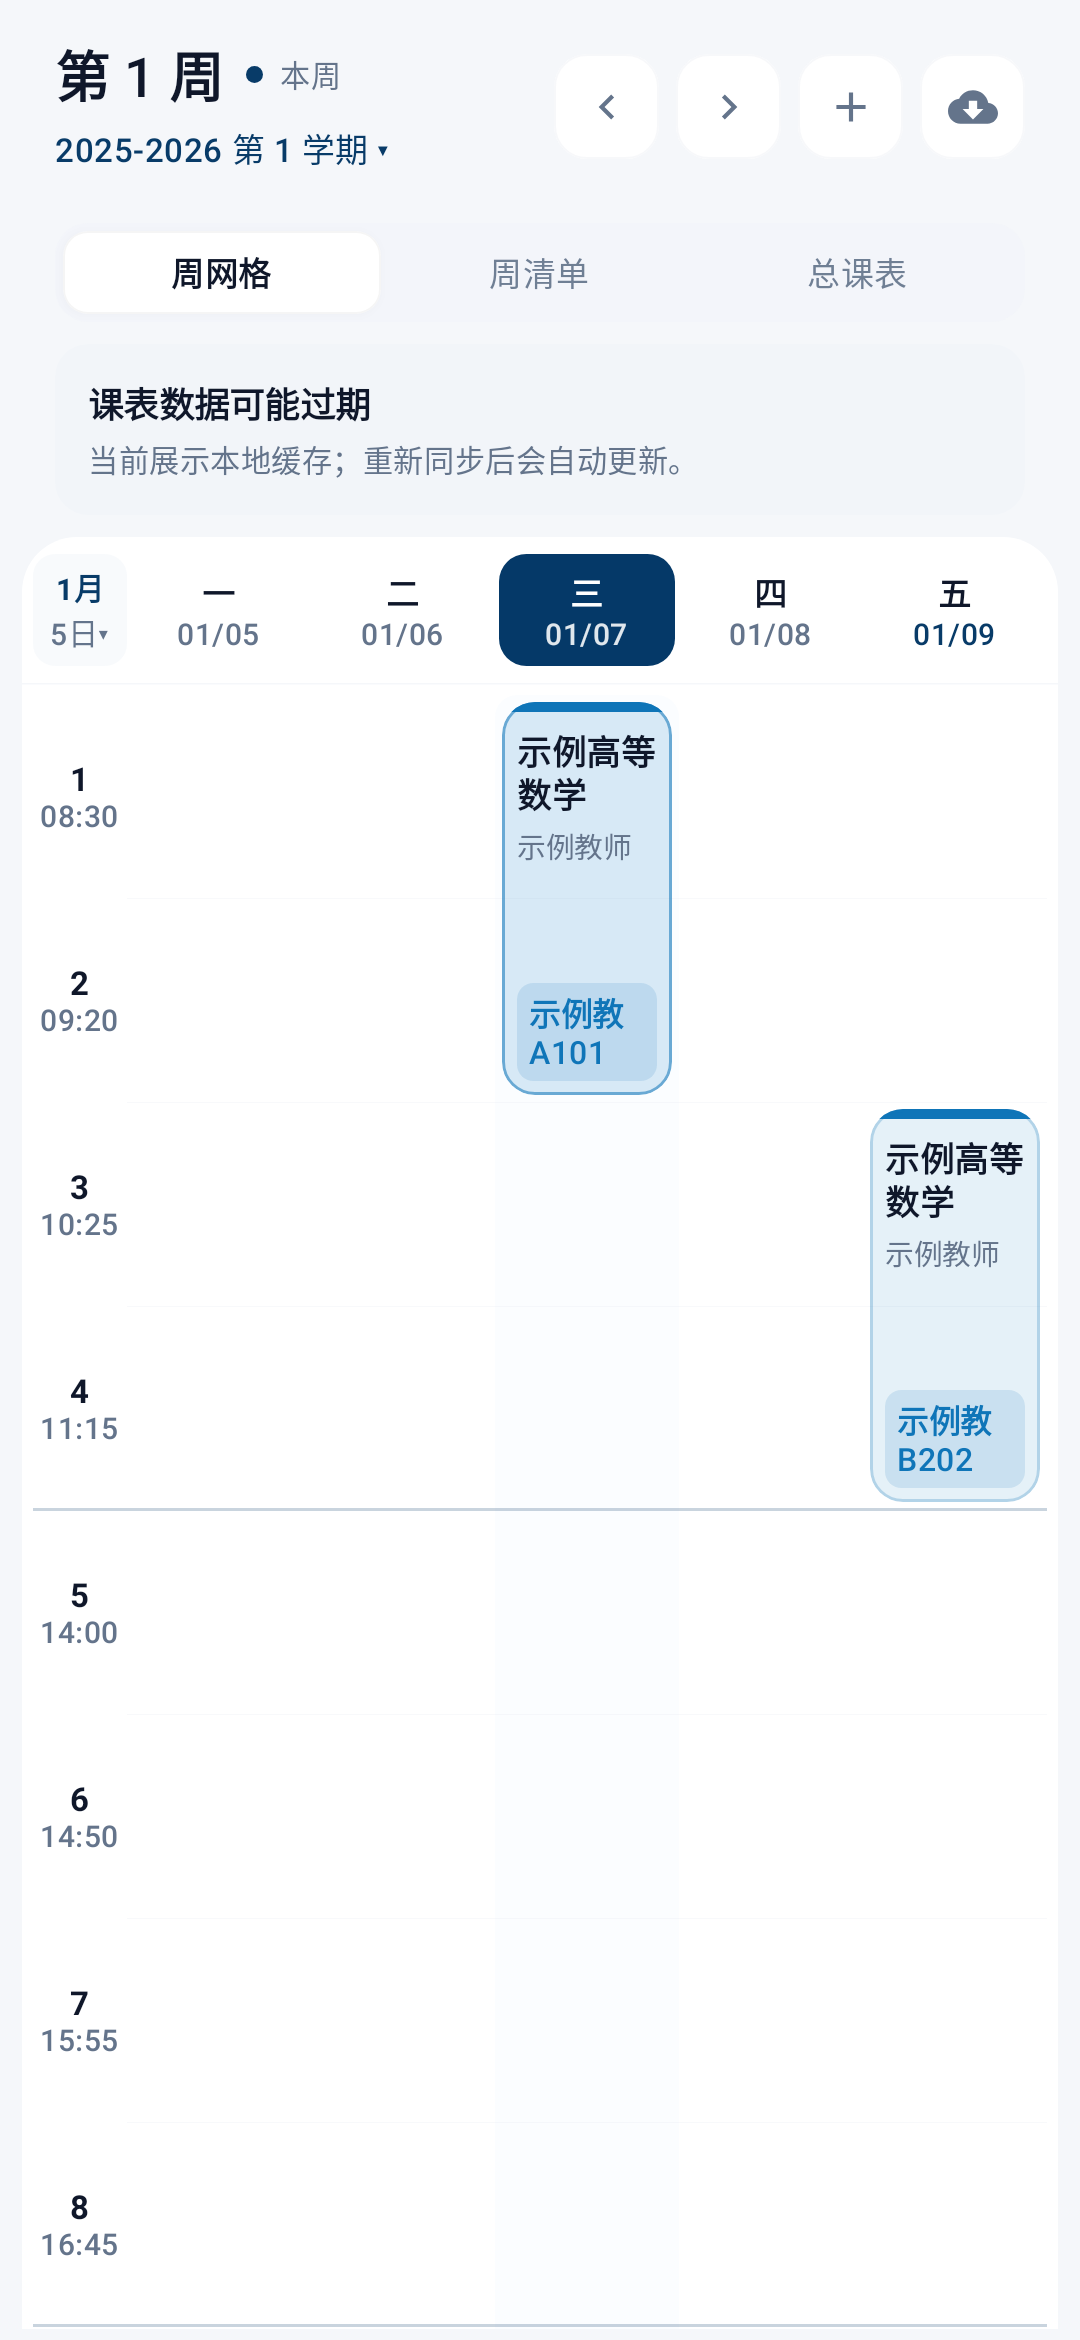 第 1 周 本周
2025-2026 第 1 学期 ▾
周网格 周清单 总课表
课表数据可能过期
当前展示本地缓存；重新同步后会自动更新。
1月 一 二 三 四 五
5日▾ 01/05 01/06 01/07 01/08 01/09
1
08:30
示例高等
数学
示例教师
2
09:20
示例教
A101
3
10:25
示例高等
数学
示例教师
4
11:15
示例教
B202
5
14:00
6
14:50
7
15:55
8
16:45